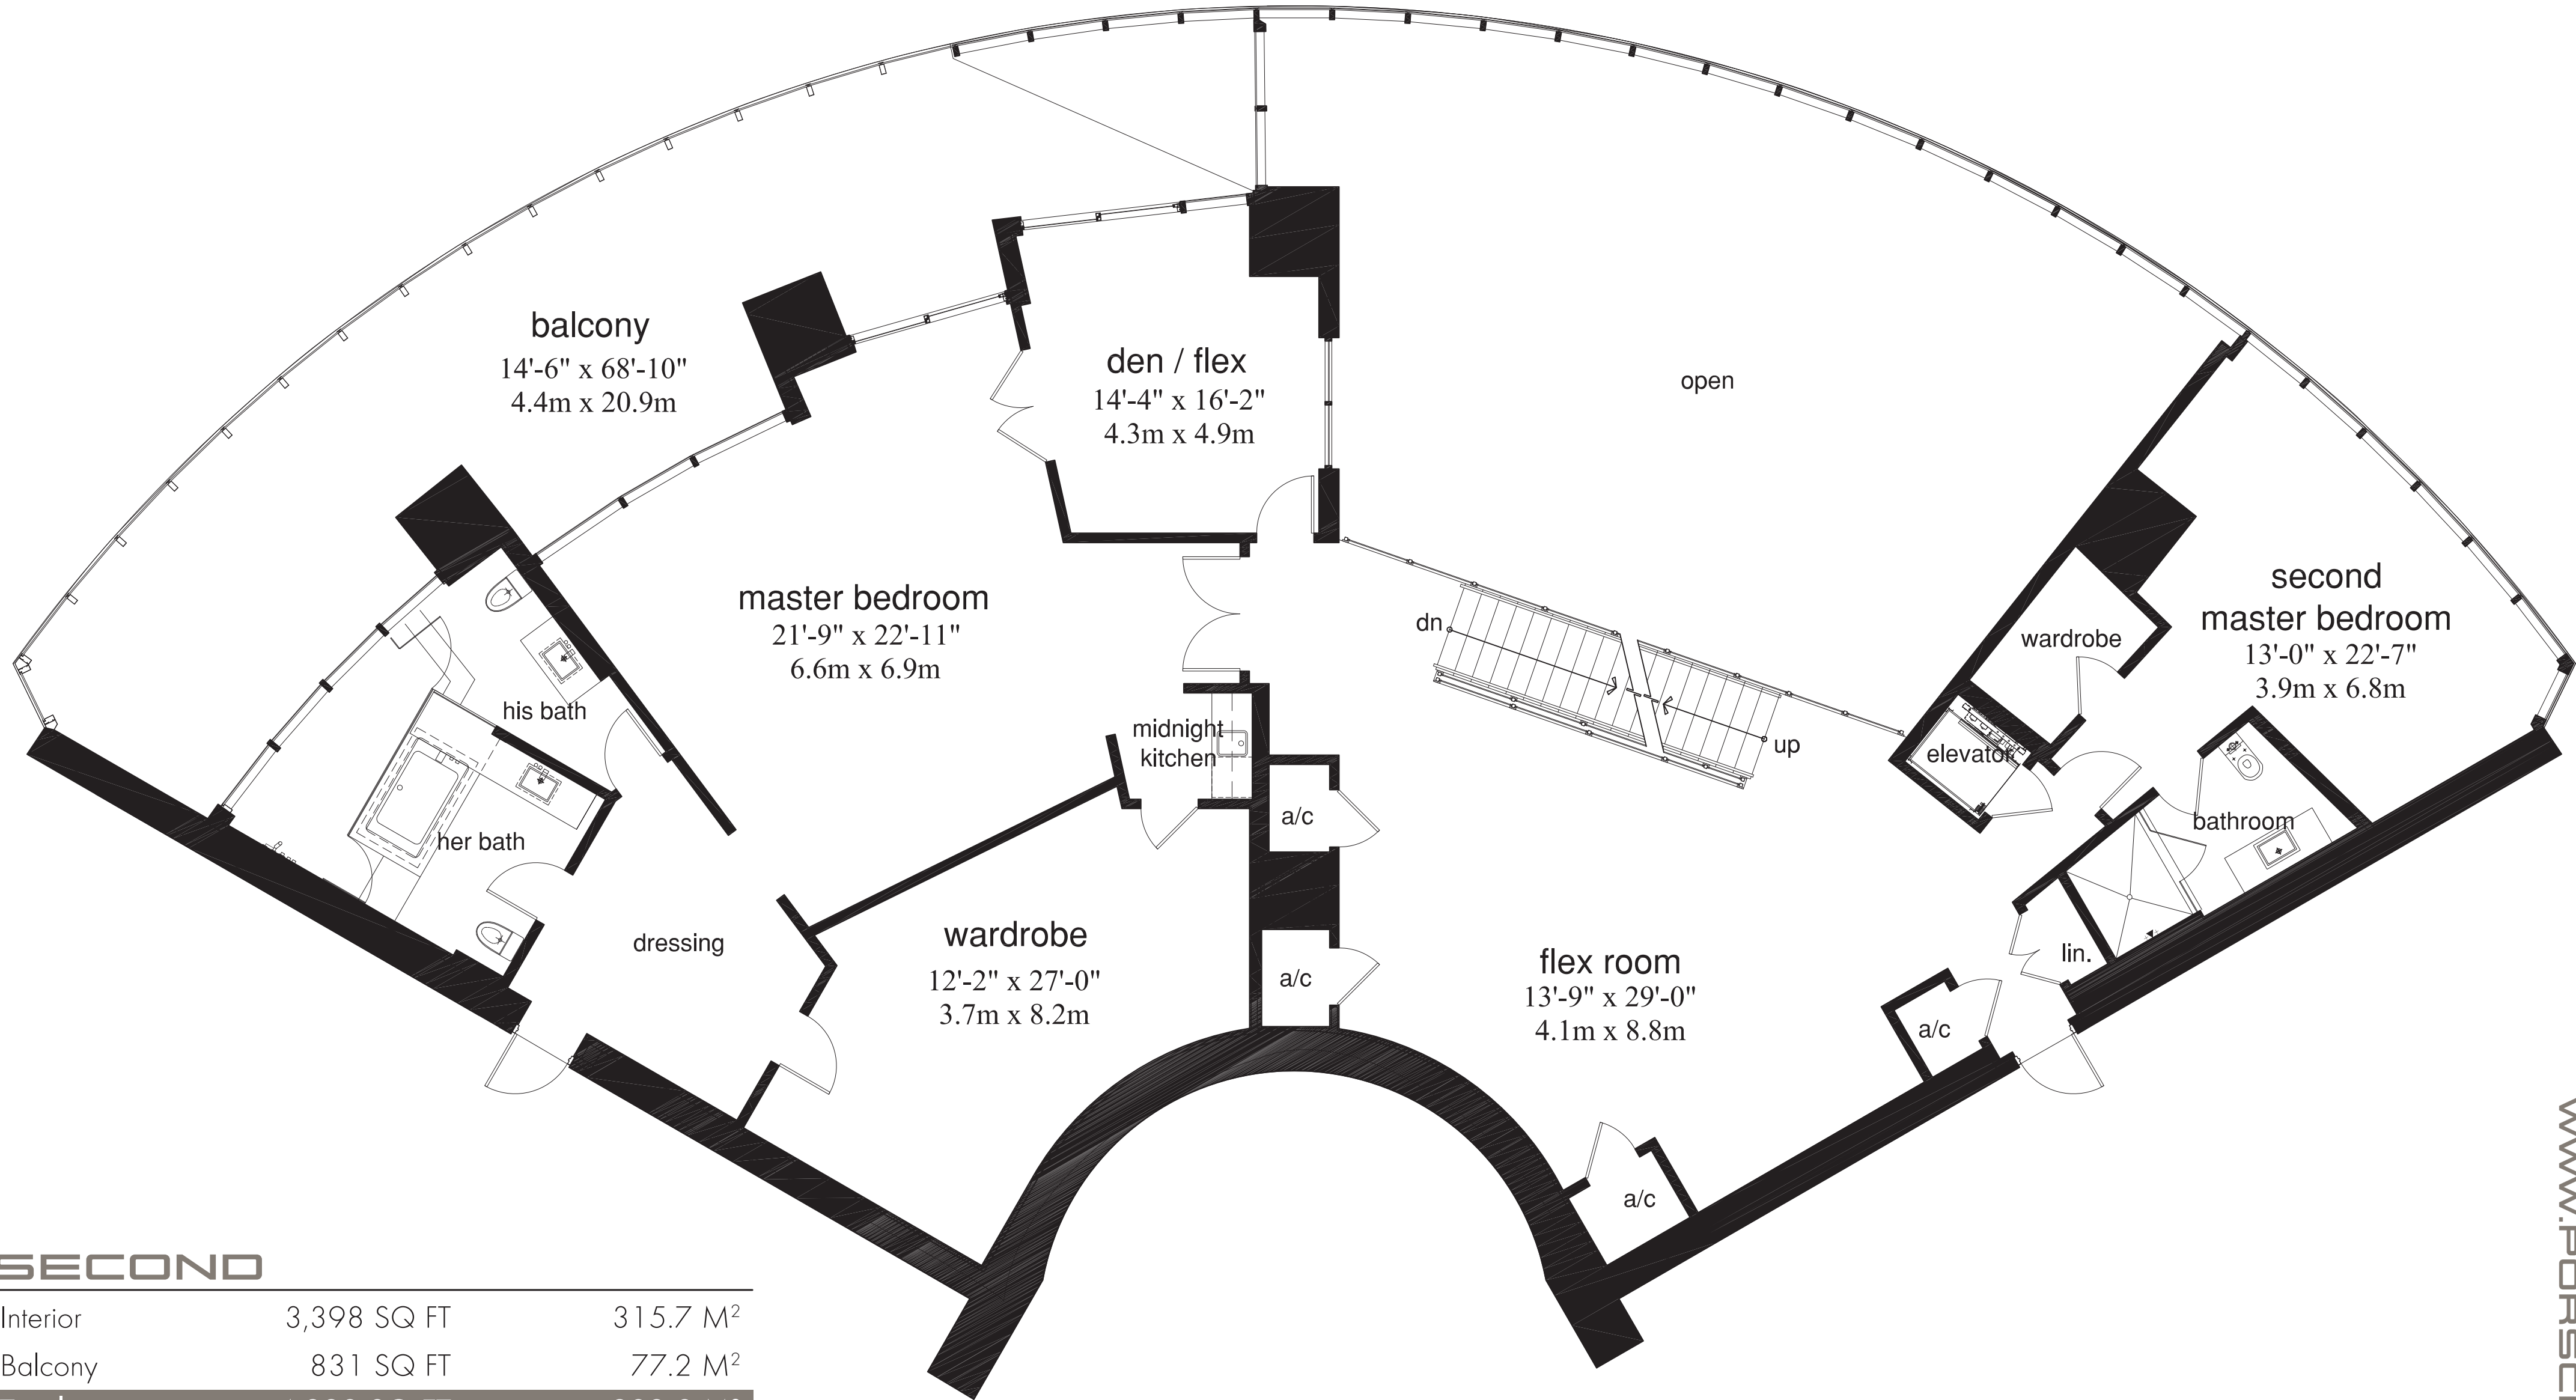 balcony
14'-6" x 68'-10"
4.4m x 20.9m
den / flex
14'-4" x 16'-2"
4.3m x 4.9m
open
master bedroom
21'-9" x 22'-11"
6.6m x 6.9m
dn
up
second
master bedroom
13'-0" x 22'-7"
3.9m x 6.8m
wardrobe
elevator
his bath
midnight
kitchen
her bath
a/c
bathroom
dressing
wardrobe
12'-2" x 27'-0"
3.7m x 8.2m
a/c
flex room
13'-9" x 29'-0"
4.1m x 8.8m
lin.
a/c
a/c
SECOND
Interior 3,398 SQ FT 315.7 M²
Balcony 831 SQ FT 77.2 M²